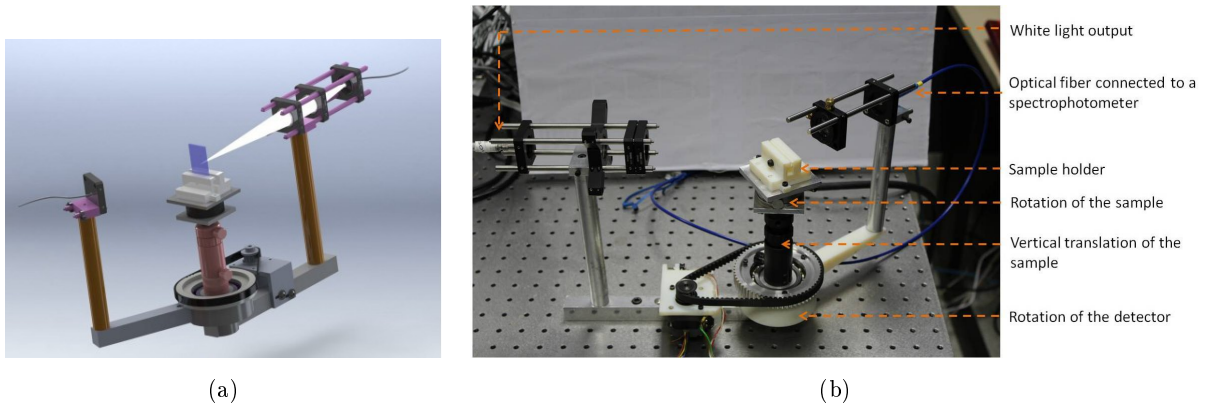 White light output
Optical fiber connected to a
spectrophotometer
Sample holder
Rotation of the sample
Vertical translation of the
sample
Rotation of the detector
(a)
(b)